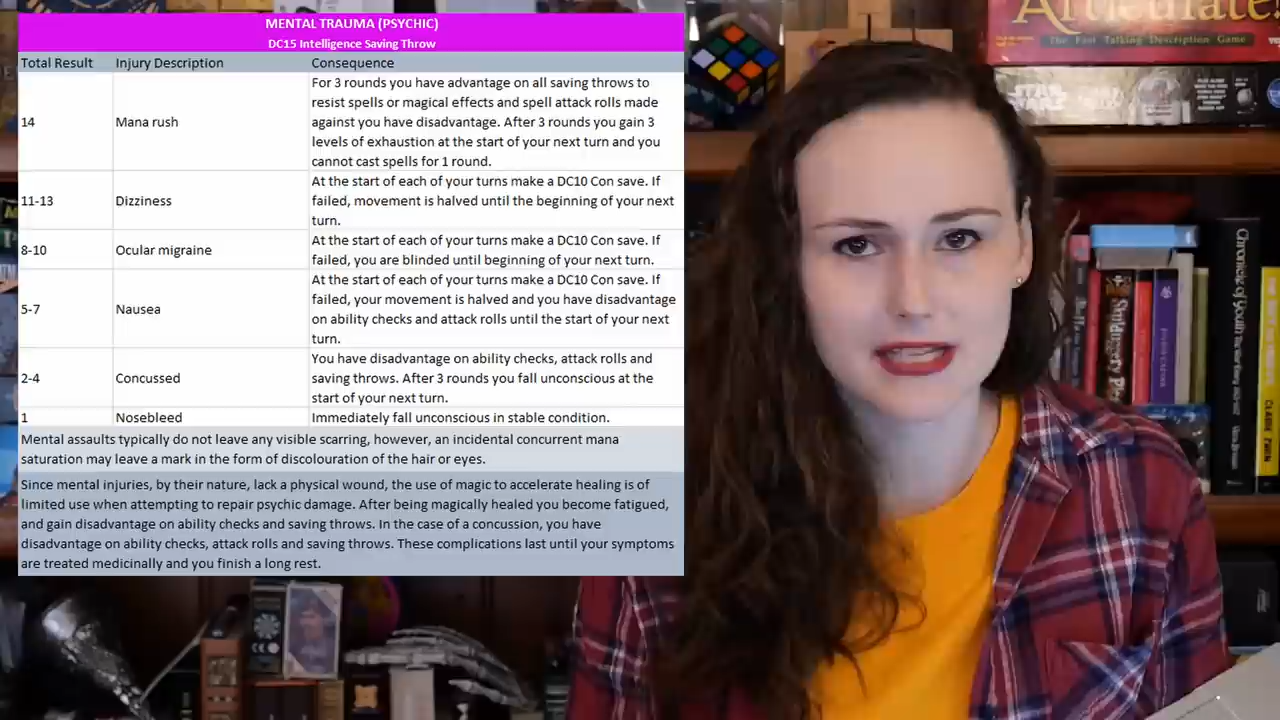 MENTAL TRAUMA (PSYCHIC)
DC15 Intelligence Saving Throw
Total Result Injury Description Consequence
14 Mana rush For 3 rounds you have advantage on all saving throws to
resist spells or magical effects and spell attack rolls made
against you have disadvantage. After 3 rounds you gain 3
levels of exhaustion at the start of your next turn and you
cannot cast spells for 1 round.
11-13 Dizziness At the start of each of your turns make a DC10 Con save. If
failed, movement is halved until the beginning of your next
turn.
8-10 Ocular migraine At the start of each of your turns make a DC10 Con save. If
failed, you are blinded until beginning of your next turn.
5-7 Nausea At the start of each of your turns make a DC10 Con save. If
failed, your movement is halved and you have disadvantage
on ability checks and attack rolls until the start of your next
turn.
2-4 Concussed You have disadvantage on ability checks, attack rolls and
saving throws. After 3 rounds you fall unconscious at the
start of your next turn.
1 Nosebleed Immediately fall unconscious in stable condition.
Mental assaults typically do not leave any visible scarring, however, an incidental concurrent mana
saturation may leave a mark in the form of discolouration of the hair or eyes.
Since mental injuries, by their nature, lack a physical wound, the use of magic to accelerate healing is of
limited use when attempting to repair psychic damage. After being magically healed you become fatigued,
and gain disadvantage on ability checks and saving throws. In the case of a concussion, you have
disadvantage on ability checks, attack rolls and saving throws. These complications last until your symptoms
are treated medicinally and you finish a long rest.
Articulate!
The Fast Talking Description Game
STAR
WARS